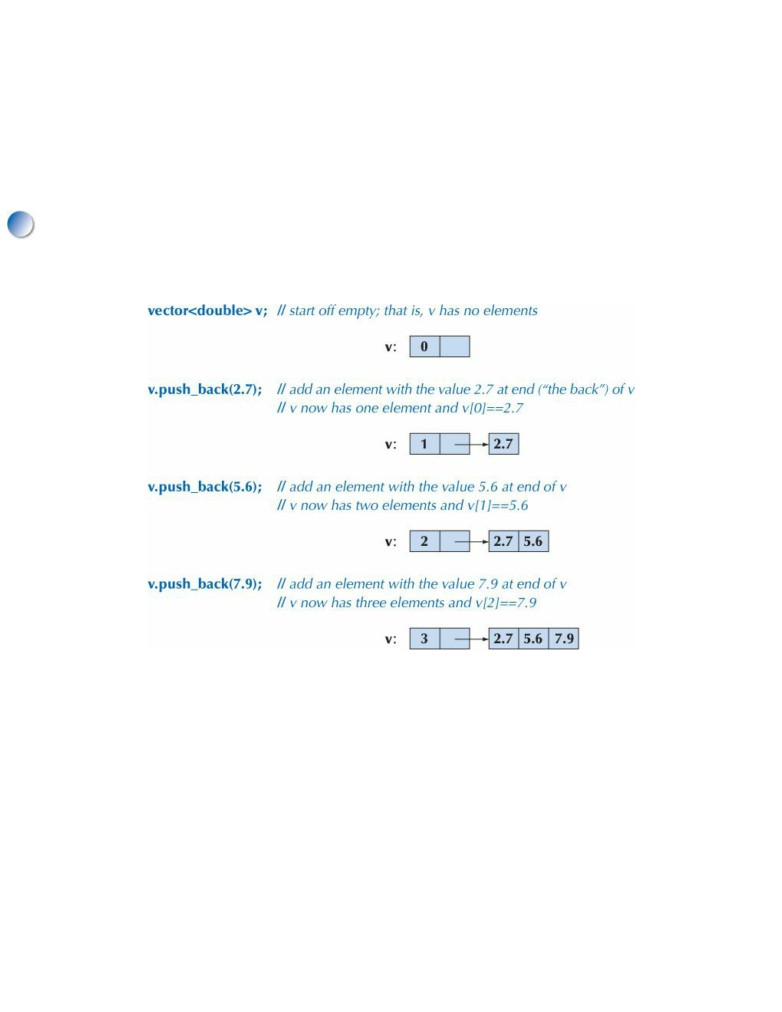 vector<double> v; // start off empty; that is, v has no elements
v: 0
v.push_back(2.7); // add an element with the value 2.7 at end (“the back”) of v
// v now has one element and v[0]==2.7
v: 1 2.7
v.push_back(5.6); // add an element with the value 5.6 at end of v
// v now has two elements and v[1]==5.6
v: 2 2.7 5.6
v.push_back(7.9); // add an element with the value 7.9 at end of v
// v now has three elements and v[2]==7.9
v: 3 2.7 5.6 7.9